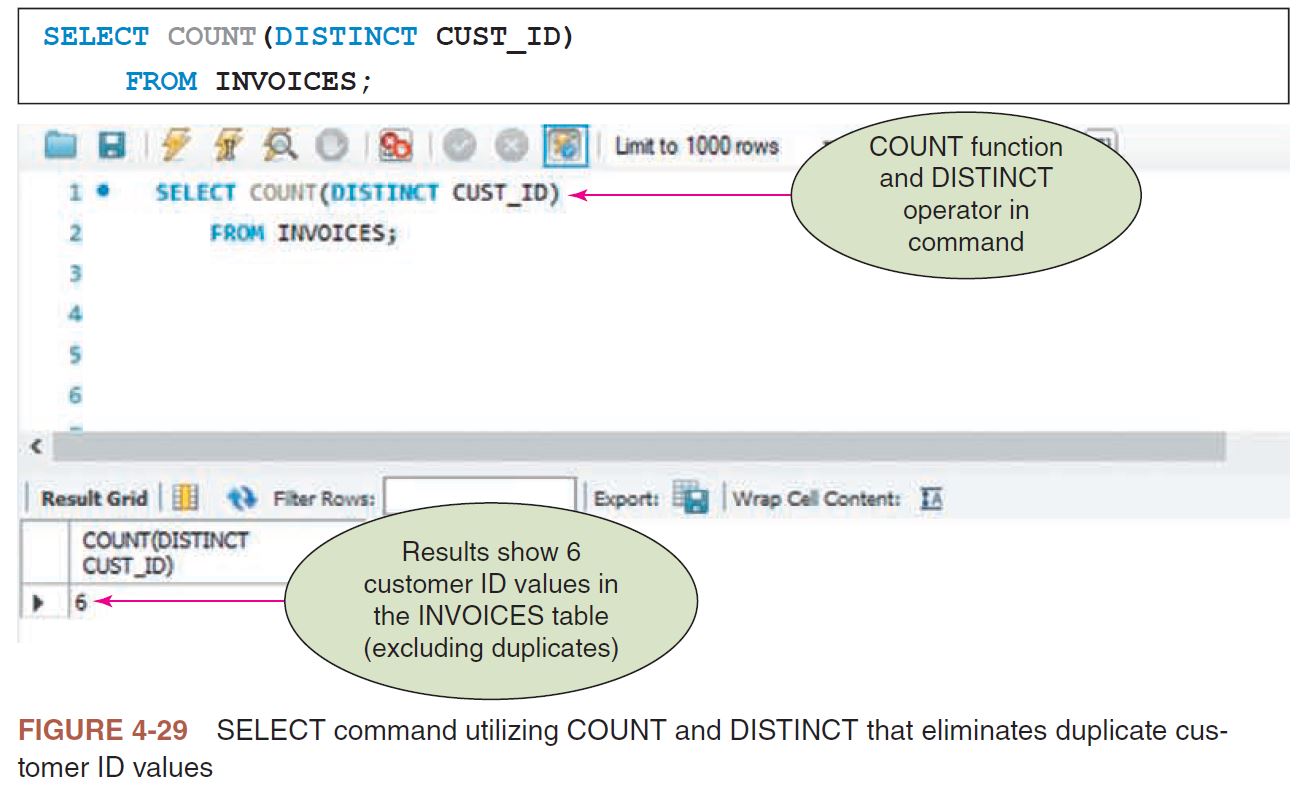 SELECT COUNT(DISTINCT CUST_ID)
FROM INVOICES;
Limit to 1000 rows
1 SELECT COUNT(DISTINCT CUST_ID)
2 FROM INVOICES;
3
4
5
6
COUNT function
and DISTINCT
operator in
command
Result Grid Filter Rows: Export: Wrap Cell Content: IA
COUNT(DISTINCT
CUST_ID)
6
Results show 6
customer ID values in
the INVOICES table
(excluding duplicates)
FIGURE 4-29 SELECT command utilizing COUNT and DISTINCT that eliminates duplicate cus-
tomer ID values